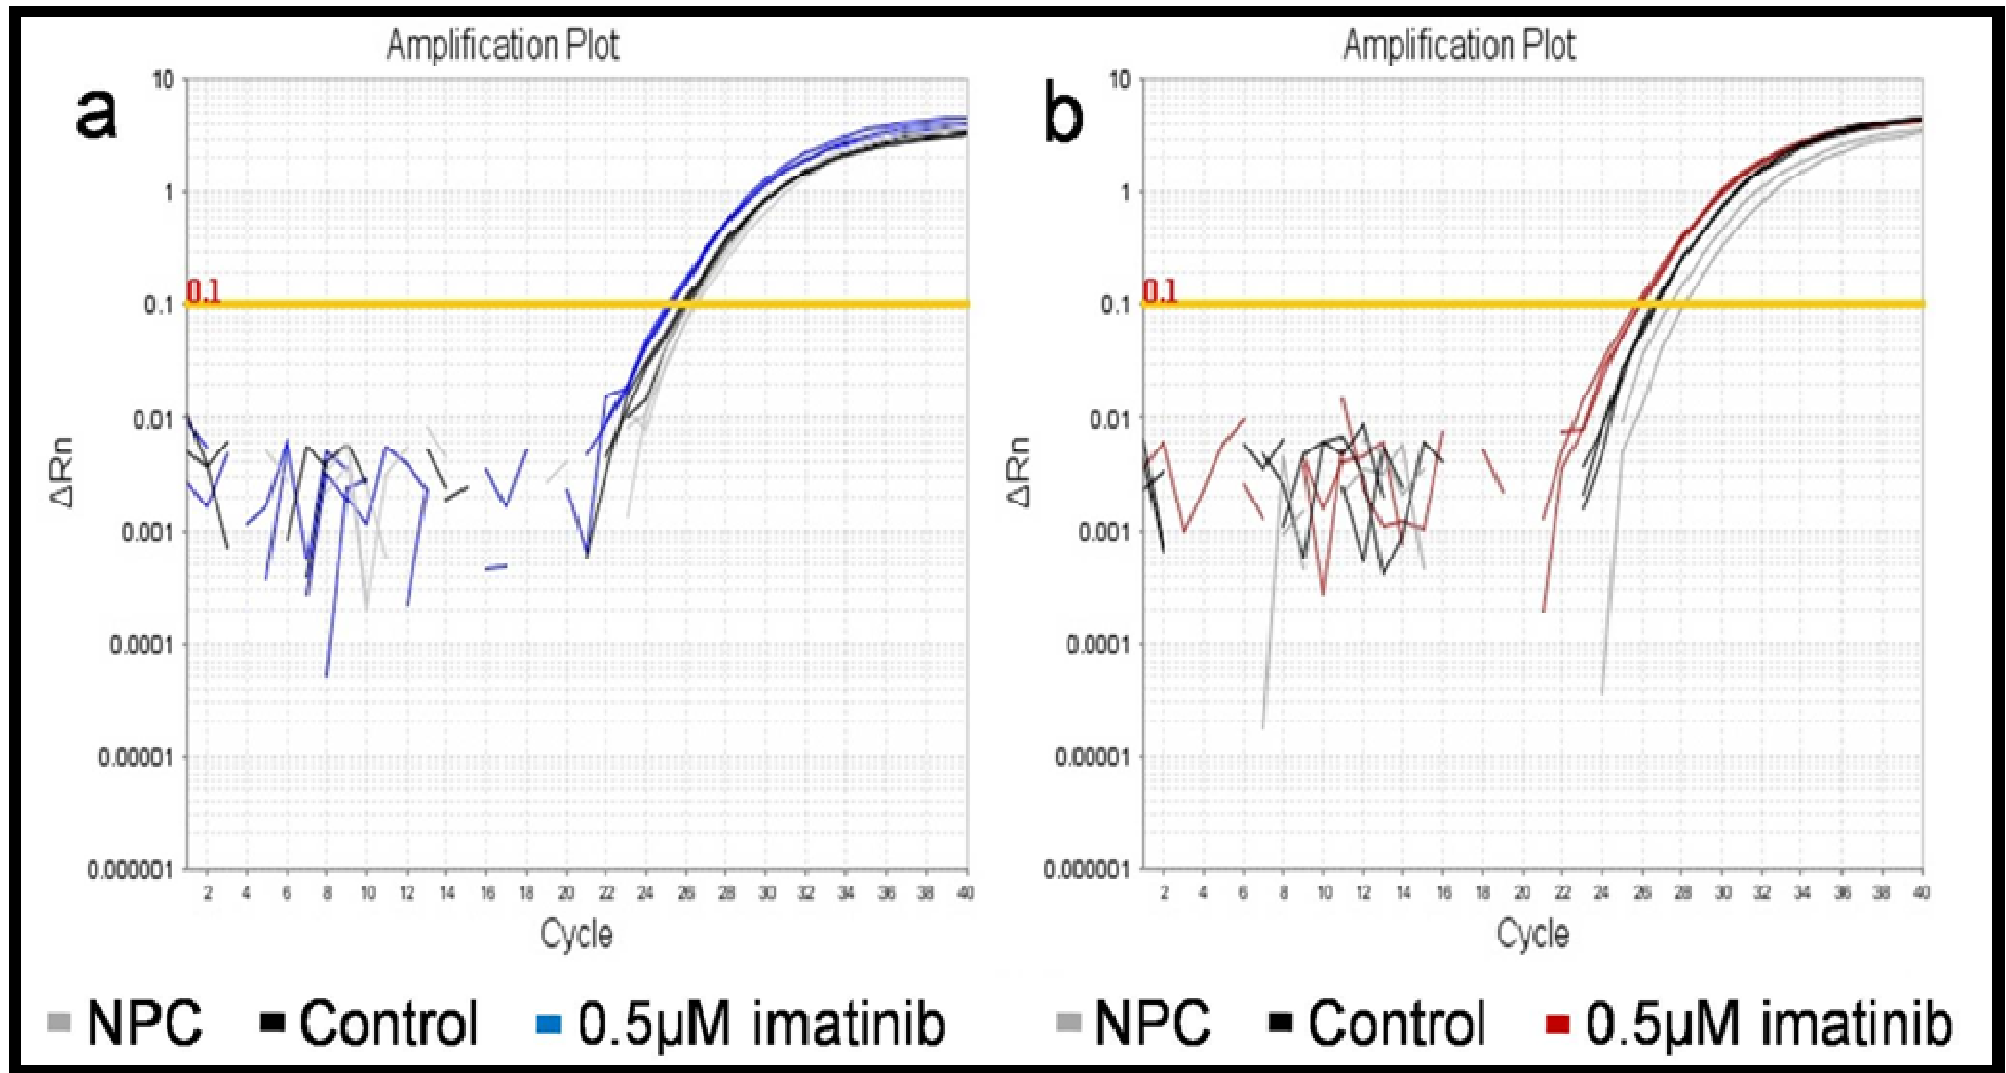 a
Amplification Plot
10
1
0.1
0.1
0.01
0.001
0.0001
0.00001
0.000001
ΔRn
2 4 6 8 10 12 14 16 18 20 22 24 26 28 30 32 34 36 38 40
Cycle
NPC Control 0.5µM imatinib
b
Amplification Plot
10
1
0.1
0.1
0.01
0.001
0.0001
0.00001
0.000001
ΔRn
2 4 6 8 10 12 14 16 18 20 22 24 26 28 30 32 34 36 38 40
Cycle
NPC Control 0.5µM imatinib